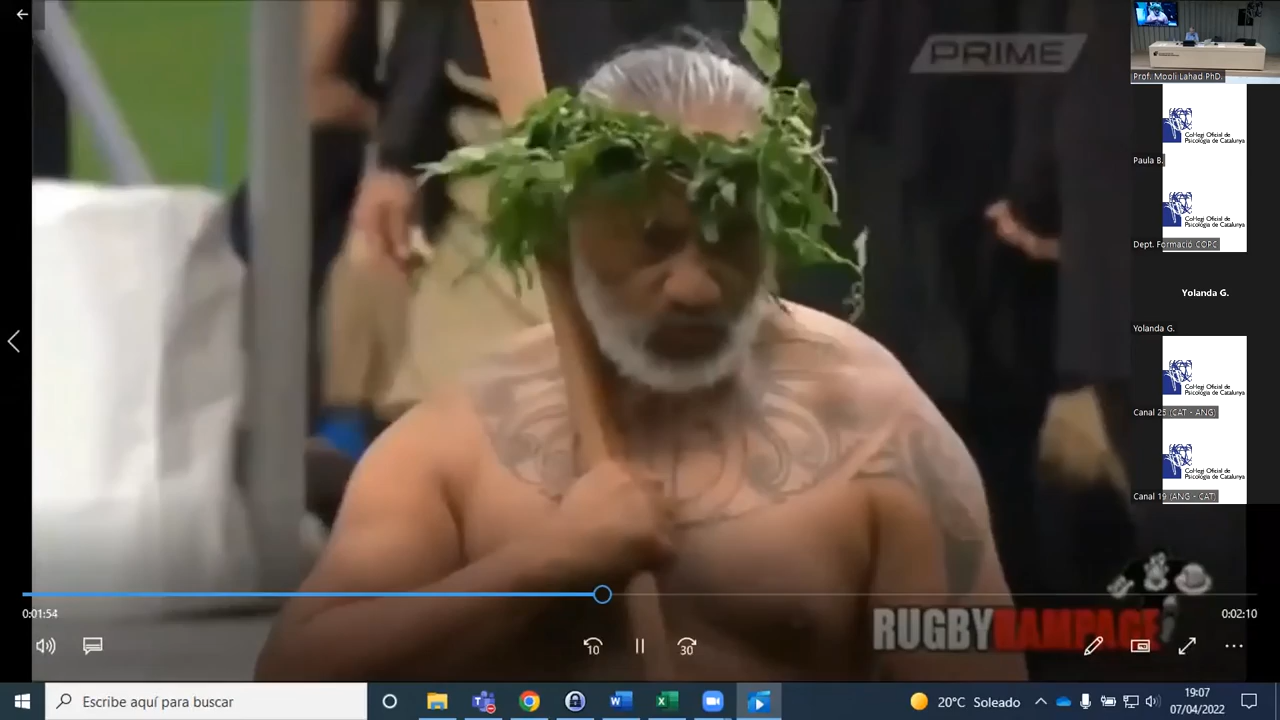 PRIME
Prof. Mooli Lahad PhD.
Col·legi Oficial de
Psicologia de Catalunya
Paula B.
Col·legi Oficial de
Psicologia de Catalunya
Dept. Formació COPC
Yolanda G.
Yolanda G.
Col·legi Oficial de
Psicologia de Catalunya
Canal 25 (CAT - ANG)
Col·legi Oficial de
Psicologia de Catalunya
Canal 19 (ANG - CAT)
0:01:54
0:02:10
RUGBYRAMPAGE
10
30
Escribe aquí para buscar
20°C Soleado
19:07
07/04/2022